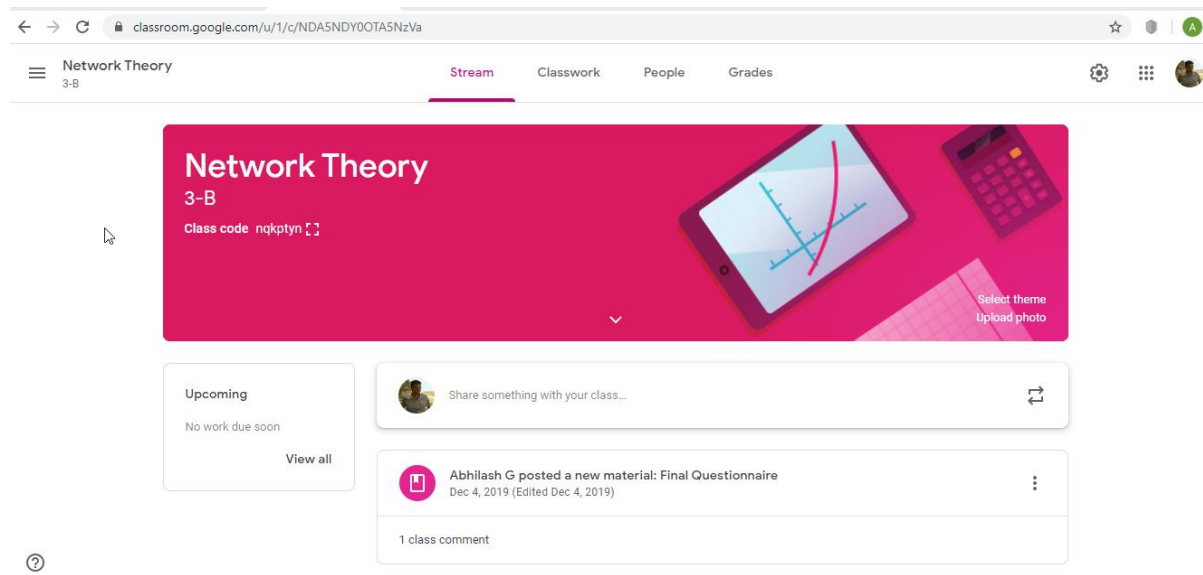 classroom.google.com/u/1/c/NDA5NDY0OTA5NzVa
A
Network Theory
3-B
Stream Classwork People Grades
Network Theory
3-B
Class code nqkptyn
Select theme
Upload photo
Upcoming
No work due soon
View all
Share something with your class...
Abhilash G posted a new material: Final Questionnaire
Dec 4, 2019 (Edited Dec 4, 2019)
1 class comment